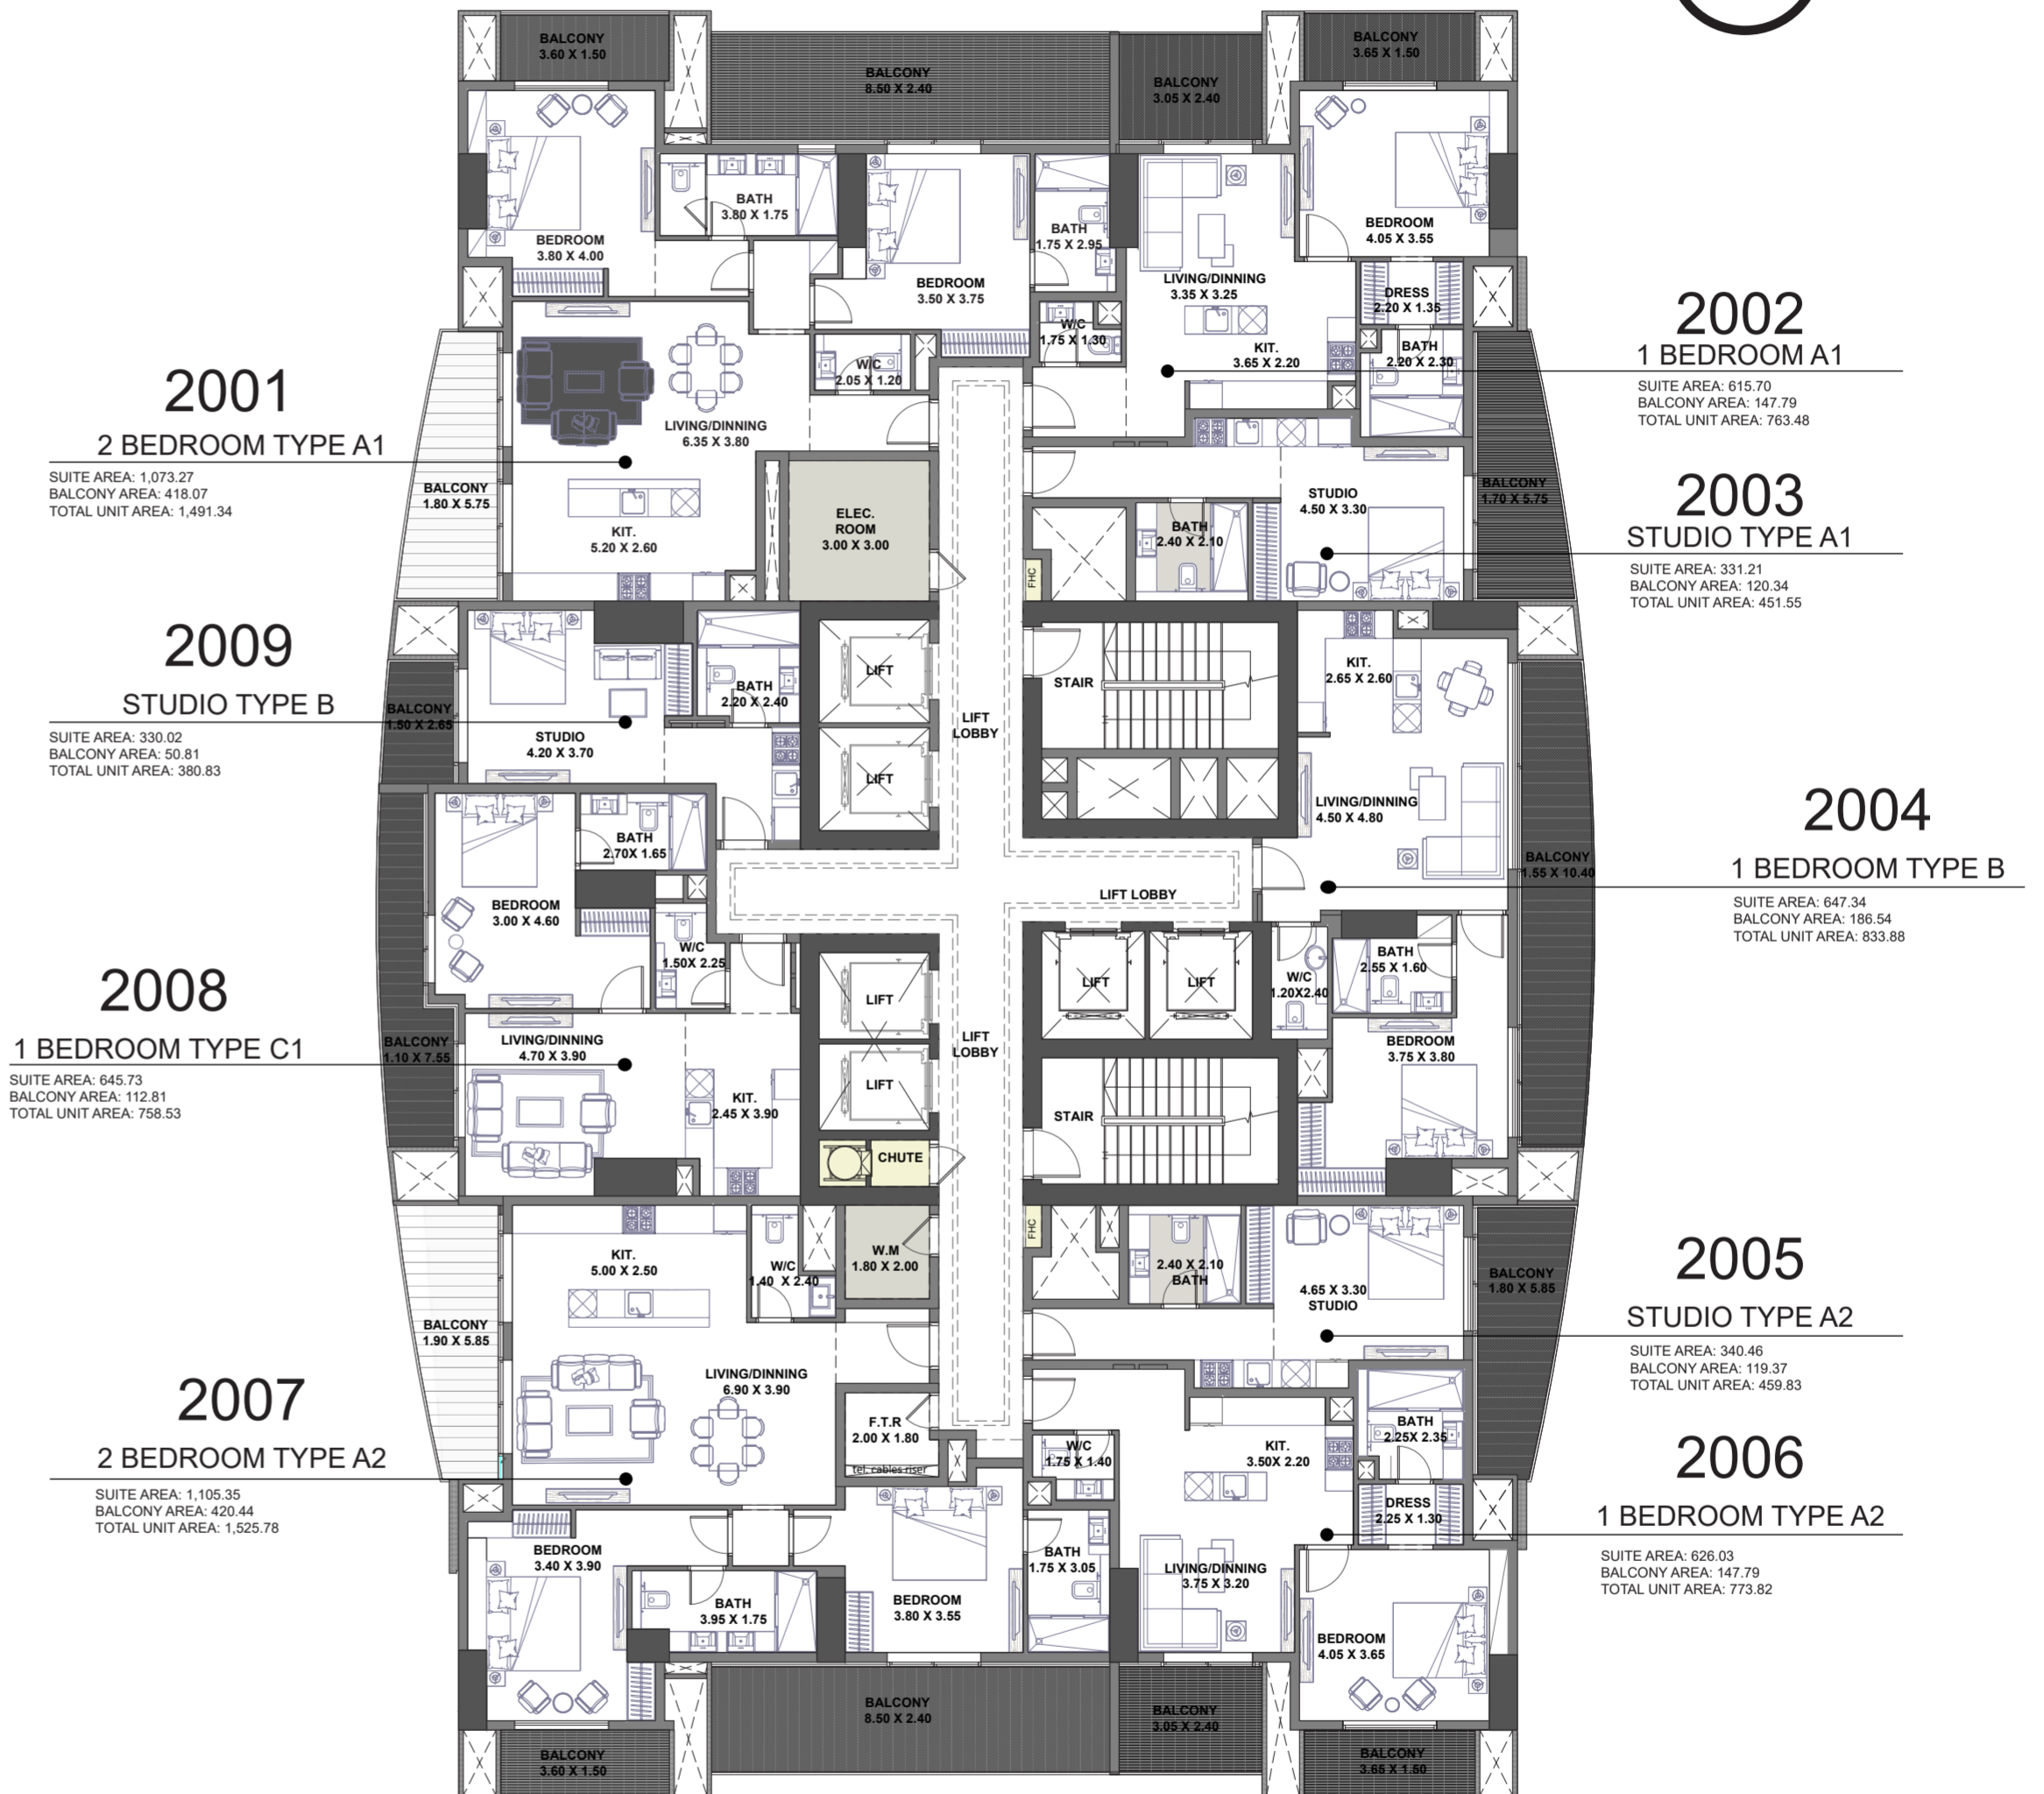 BALCONY
3.60 X 1.50
BALCONY
8.50 X 2.40
BALCONY
3.05 X 2.40
BALCONY
3.65 X 1.50
BEDROOM
3.80 X 4.00
BATH
3.80 X 1.75
BEDROOM
3.50 X 3.75
BATH
1.75 X 2.95
LIVING/DINNING
3.35 X 3.25
BEDROOM
4.05 X 3.55
DRESS
2.20 X 1.35
W/C
1.75 X 1.30
KIT.
3.65 X 2.20
BATH
2.20 X 2.30
W/C
2.05 X 1.20
2002
1 BEDROOM A1
SUITE AREA: 615.70
BALCONY AREA: 147.79
TOTAL UNIT AREA: 763.48
2001
2 BEDROOM TYPE A1
SUITE AREA: 1,073.27
BALCONY AREA: 418.07
TOTAL UNIT AREA: 1,491.34
LIVING/DINNING
6.35 X 3.80
BALCONY
1.80 X 5.75
KIT.
5.20 X 2.60
ELEC.
ROOM
3.00 X 3.00
FHC
BATH
2.40 X 2.10
STUDIO
4.50 X 3.30
BALCONY
1.70 X 5.75
2003
STUDIO TYPE A1
SUITE AREA: 331.21
BALCONY AREA: 120.34
TOTAL UNIT AREA: 451.55
2009
STUDIO TYPE B
SUITE AREA: 330.02
BALCONY AREA: 50.81
TOTAL UNIT AREA: 380.83
BALCONY
1.50 X 2.65
STUDIO
4.20 X 3.70
BATH
2.20 X 2.40
LIFT
LIFT
LIFT
LOBBY
STAIR
KIT.
2.65 X 2.60
LIVING/DINNING
4.50 X 4.80
BALCONY
1.55 X 10.40
2004
1 BEDROOM TYPE B
SUITE AREA: 647.34
BALCONY AREA: 186.54
TOTAL UNIT AREA: 833.88
BATH
2.70X 1.65
BEDROOM
3.00 X 4.60
W/C
1.50X 2.25
LIFT LOBBY
LIFT
LIFT
W/C
1.20X2.40
BATH
2.55 X 1.60
BEDROOM
3.75 X 3.80
2008
1 BEDROOM TYPE C1
SUITE AREA: 645.73
BALCONY AREA: 112.81
TOTAL UNIT AREA: 758.53
BALCONY
1.10 X 7.55
LIVING/DINNING
4.70 X 3.90
KIT.
2.45 X 3.90
LIFT
LIFT
LIFT
LOBBY
STAIR
CHUTE
KIT.
5.00 X 2.50
W/C
1.40 X 2.40
W.M
1.80 X 2.00
FHC
2.40 X 2.10
BATH
4.65 X 3.30
STUDIO
BALCONY
1.80 X 5.85
2005
STUDIO TYPE A2
SUITE AREA: 340.46
BALCONY AREA: 119.37
TOTAL UNIT AREA: 459.83
BALCONY
1.90 X 5.85
LIVING/DINNING
6.90 X 3.90
F.T.R
2.00 X 1.80
tel. cables riser
W/C
1.75 X 1.40
KIT.
3.50X 2.20
BATH
2.25X 2.35
DRESS
2.25 X 1.30
2007
2 BEDROOM TYPE A2
SUITE AREA: 1,105.35
BALCONY AREA: 420.44
TOTAL UNIT AREA: 1,525.78
2006
1 BEDROOM TYPE A2
SUITE AREA: 626.03
BALCONY AREA: 147.79
TOTAL UNIT AREA: 773.82
BEDROOM
3.40 X 3.90
BATH
3.95 X 1.75
BEDROOM
3.80 X 3.55
BATH
1.75 X 3.05
LIVING/DINNING
3.75 X 3.20
BEDROOM
4.05 X 3.65
BALCONY
3.60 X 1.50
BALCONY
8.50 X 2.40
BALCONY
3.05 X 2.40
BALCONY
3.65 X 1.50